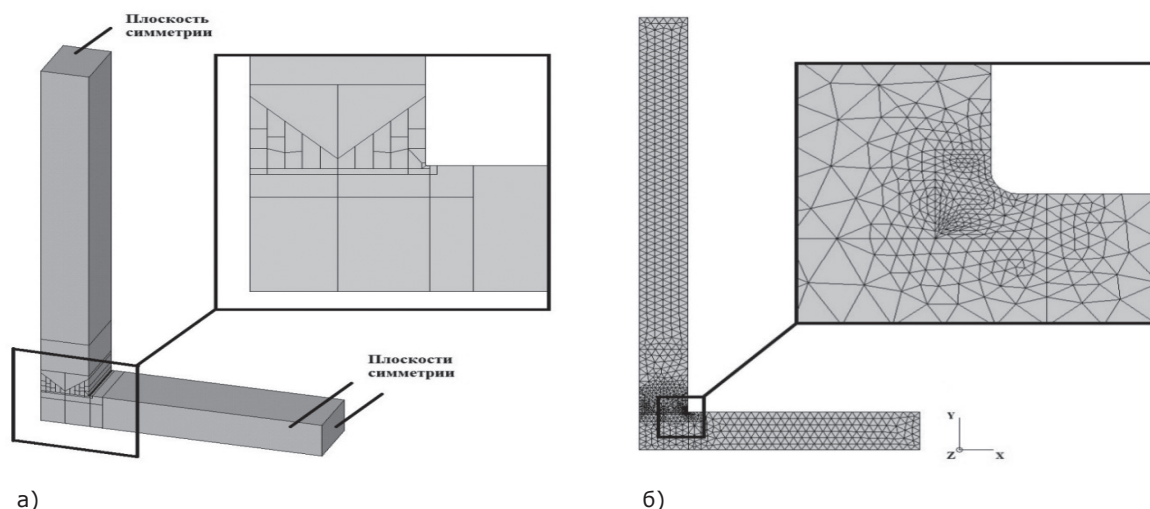 Плоскость
симметрии
Плоскости
симметрии
Y
Z
X
а)
б)